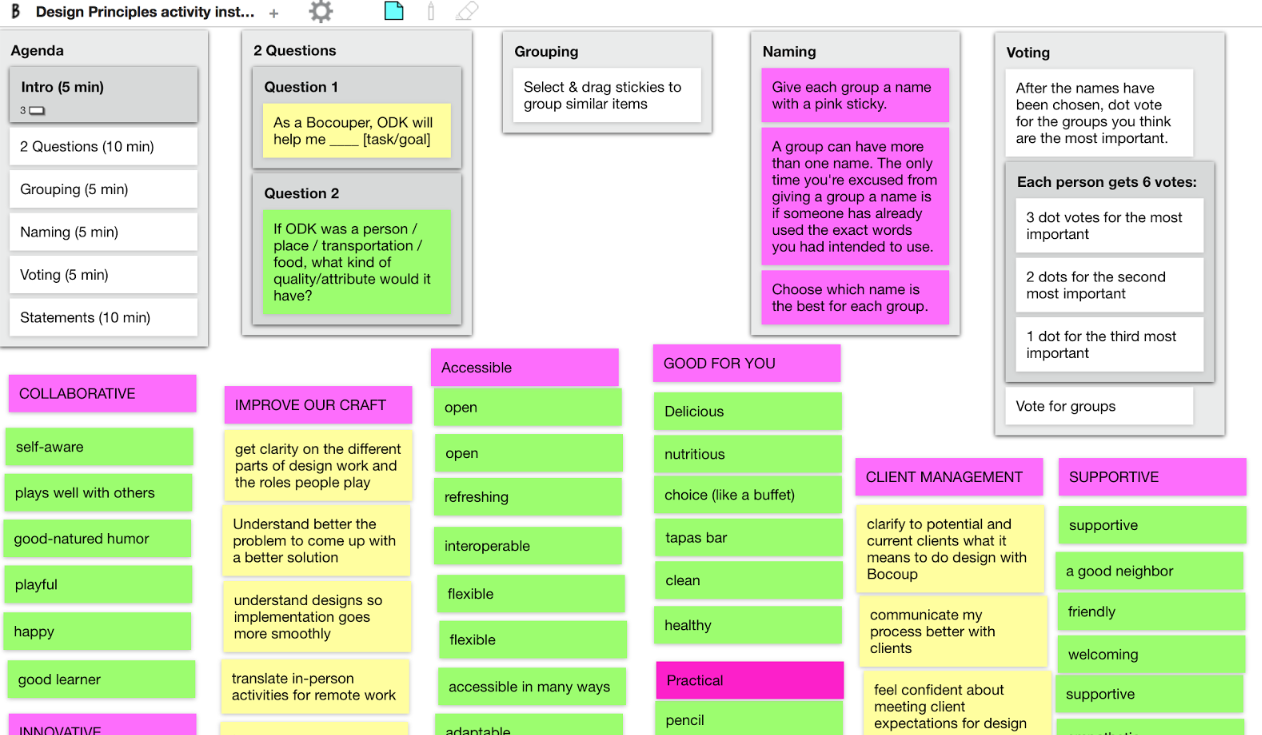 B Design Principles activity inst... +
Agenda
Intro (5 min)
3
2 Questions (10 min)
Grouping (5 min)
Naming (5 min)
Voting (5 min)
Statements (10 min)
2 Questions
Question 1
As a Bocouper, ODK will
help me ____ [task/goal]
Question 2
If ODK was a person /
place / transportation /
food, what kind of
quality/attribute would it
have?
Grouping
Select & drag stickies to
group similar items
Naming
Give each group a name
with a pink sticky.
A group can have more
than one name. The only
time you're excused from
giving a group a name is
if someone has already
used the exact words
you had intended to use.
Choose which name is
the best for each group.
Voting
After the names have
been chosen, dot vote
for the groups you think
are the most important.
Each person gets 6 votes:
3 dot votes for the most
important
2 dots for the second
most important
1 dot for the third most
important
Vote for groups
COLLABORATIVE
self-aware
plays well with others
good-natured humor
playful
happy
good learner
INNOVATIVE
IMPROVE OUR CRAFT
get clarity on the different
parts of design work and
the roles people play
Understand better the
problem to come up with
a better solution
understand designs so
implementation goes
more smoothly
translate in-person
activities for remote work
Accessible
open
open
refreshing
interoperable
flexible
flexible
accessible in many ways
adaptable
GOOD FOR YOU
Delicious
nutritious
choice (like a buffet)
tapas bar
clean
healthy
Practical
pencil
CLIENT MANAGEMENT
clarify to potential and
current clients what it
means to do design with
Bocoup
communicate my
process better with
clients
feel confident about
meeting client
expectations for design
SUPPORTIVE
supportive
a good neighbor
friendly
welcoming
supportive